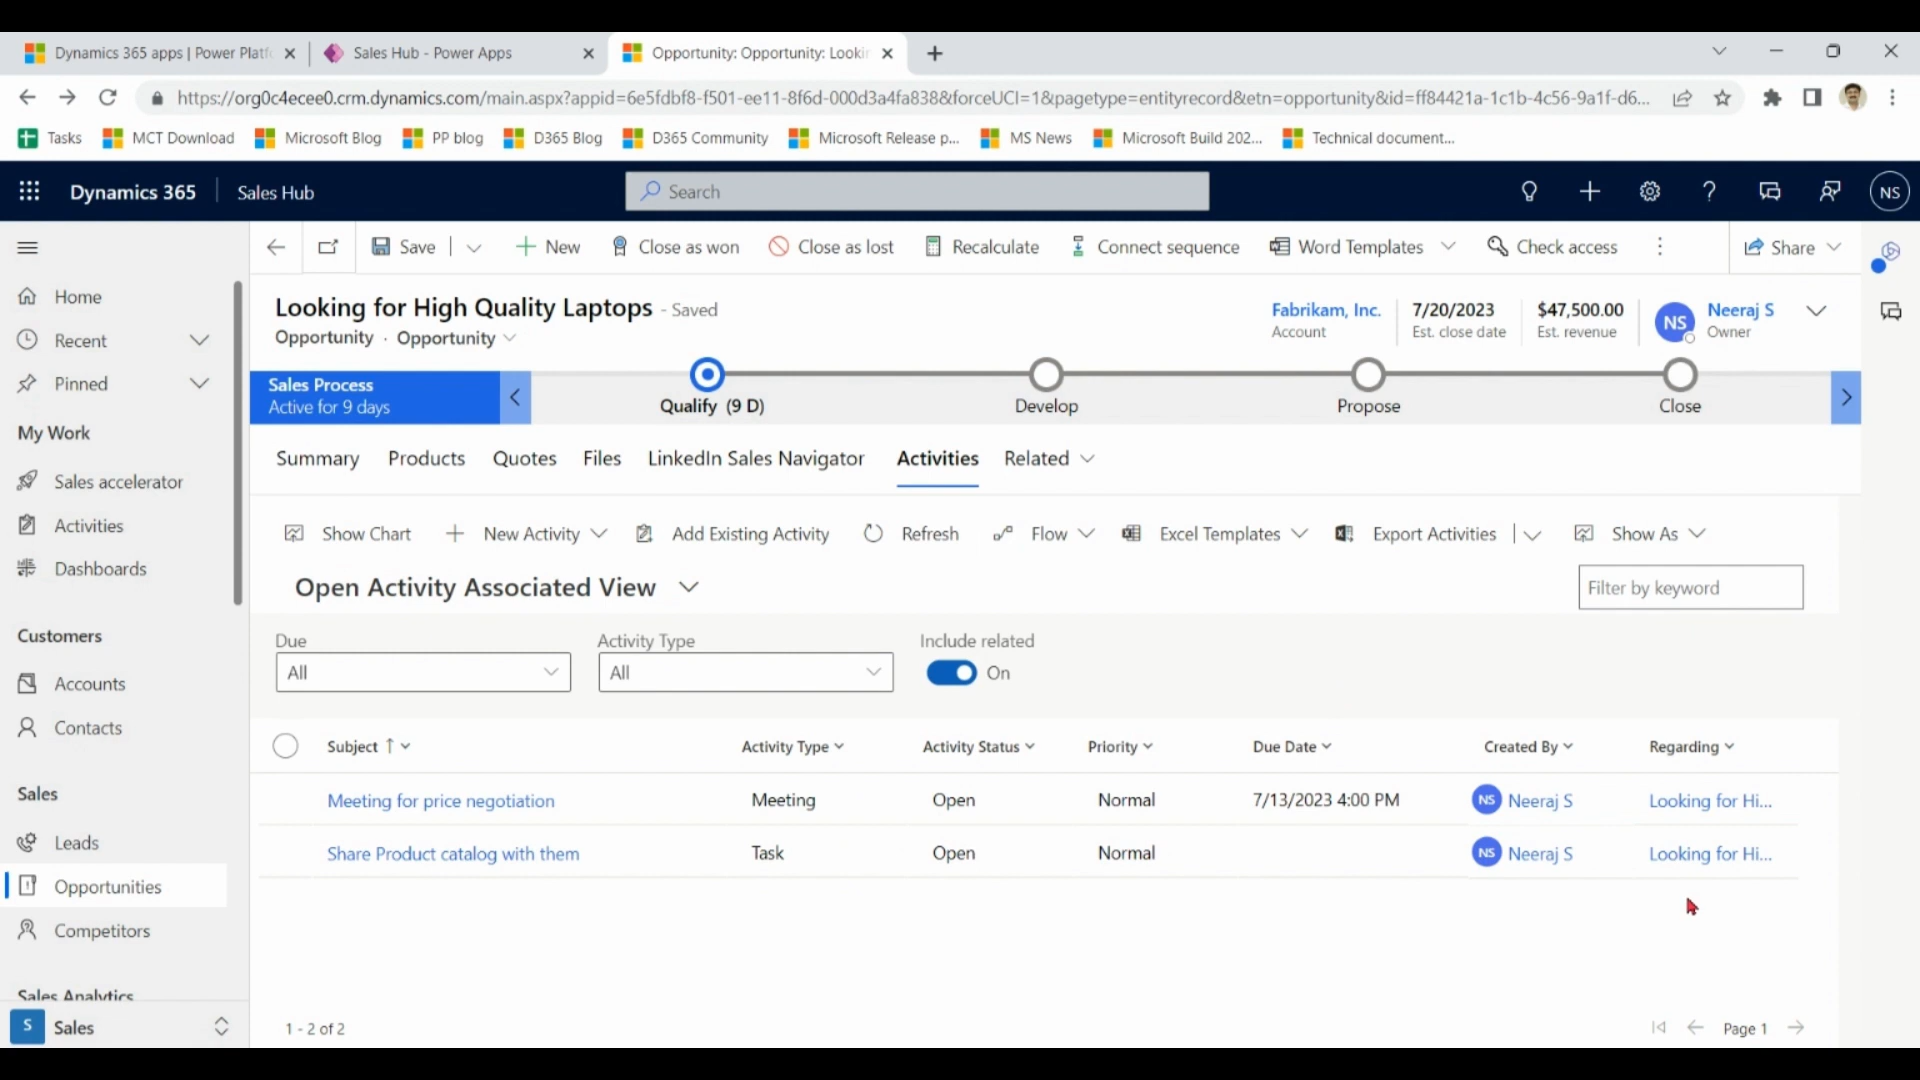 Dynamics 365 apps | Power Platf
Sales Hub - Power Apps
Opportunity: Opportunity: Lookin
https://org0c4ecee0.crm.dynamics.com/main.aspx?appid=6e5fdbf8-f501-ee11-8f6d-000d3a4fa838&forceUCI=1&pagetype=entityrecord&etn=opportunity&id=ff84421a-1c1b-4c56-9a1f-d6...
Tasks MCT Download Microsoft Blog PP blog D365 Blog D365 Community Microsoft Release p... MS News Microsoft Build 202... Technical document...
Dynamics 365 Sales Hub Search NS
Save New Close as won Close as lost Recalculate Connect sequence Word Templates Check access Share
Home
Recent
Pinned
My Work
Sales accelerator
Activities
Dashboards
Customers
Accounts
Contacts
Sales
Leads
Opportunities
Competitors
Sales Analytics
S Sales
Looking for High Quality Laptops - Saved
Opportunity · Opportunity
Fabrikam, Inc. 7/20/2023 $47,500.00 NS Neeraj S
Account Est. close date Est. revenue Owner
Sales Process
Active for 9 days
Qualify (9 D) Develop Propose Close
Summary Products Quotes Files LinkedIn Sales Navigator Activities Related
Show Chart New Activity Add Existing Activity Refresh Flow Excel Templates Export Activities Show As
Open Activity Associated View Filter by keyword
Due Activity Type Include related
All All On
Subject Activity Type Activity Status Priority Due Date Created By Regarding
Meeting for price negotiation Meeting Open Normal 7/13/2023 4:00 PM NS Neeraj S Looking for Hi...
Share Product catalog with them Task Open Normal NS Neeraj S Looking for Hi...
1 - 2 of 2 Page 1